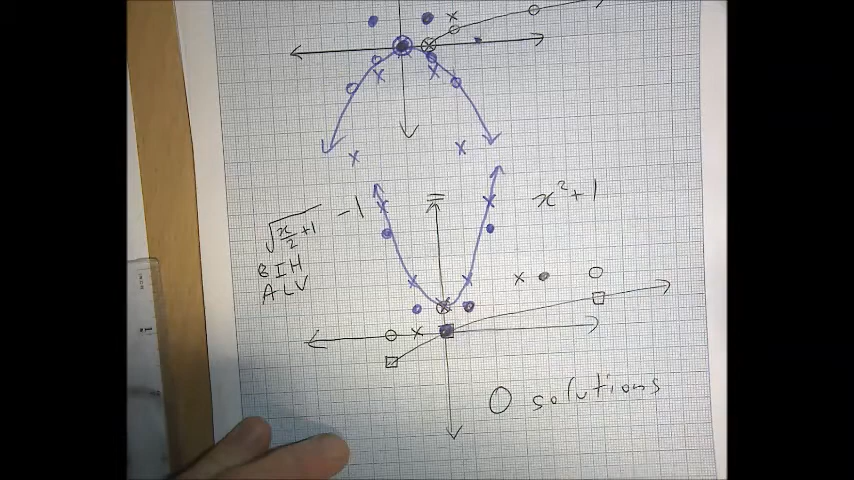 √(x/2 + 1) - 1 = x² + 1
BIH
ALV
0 solutions